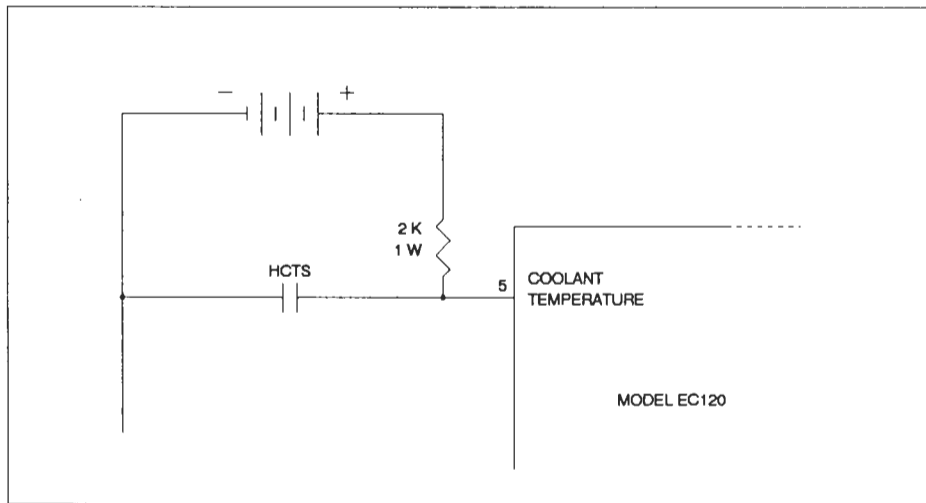 − +
2 K
1 W
HCTS
5 COOLANT
TEMPERATURE
MODEL EC120